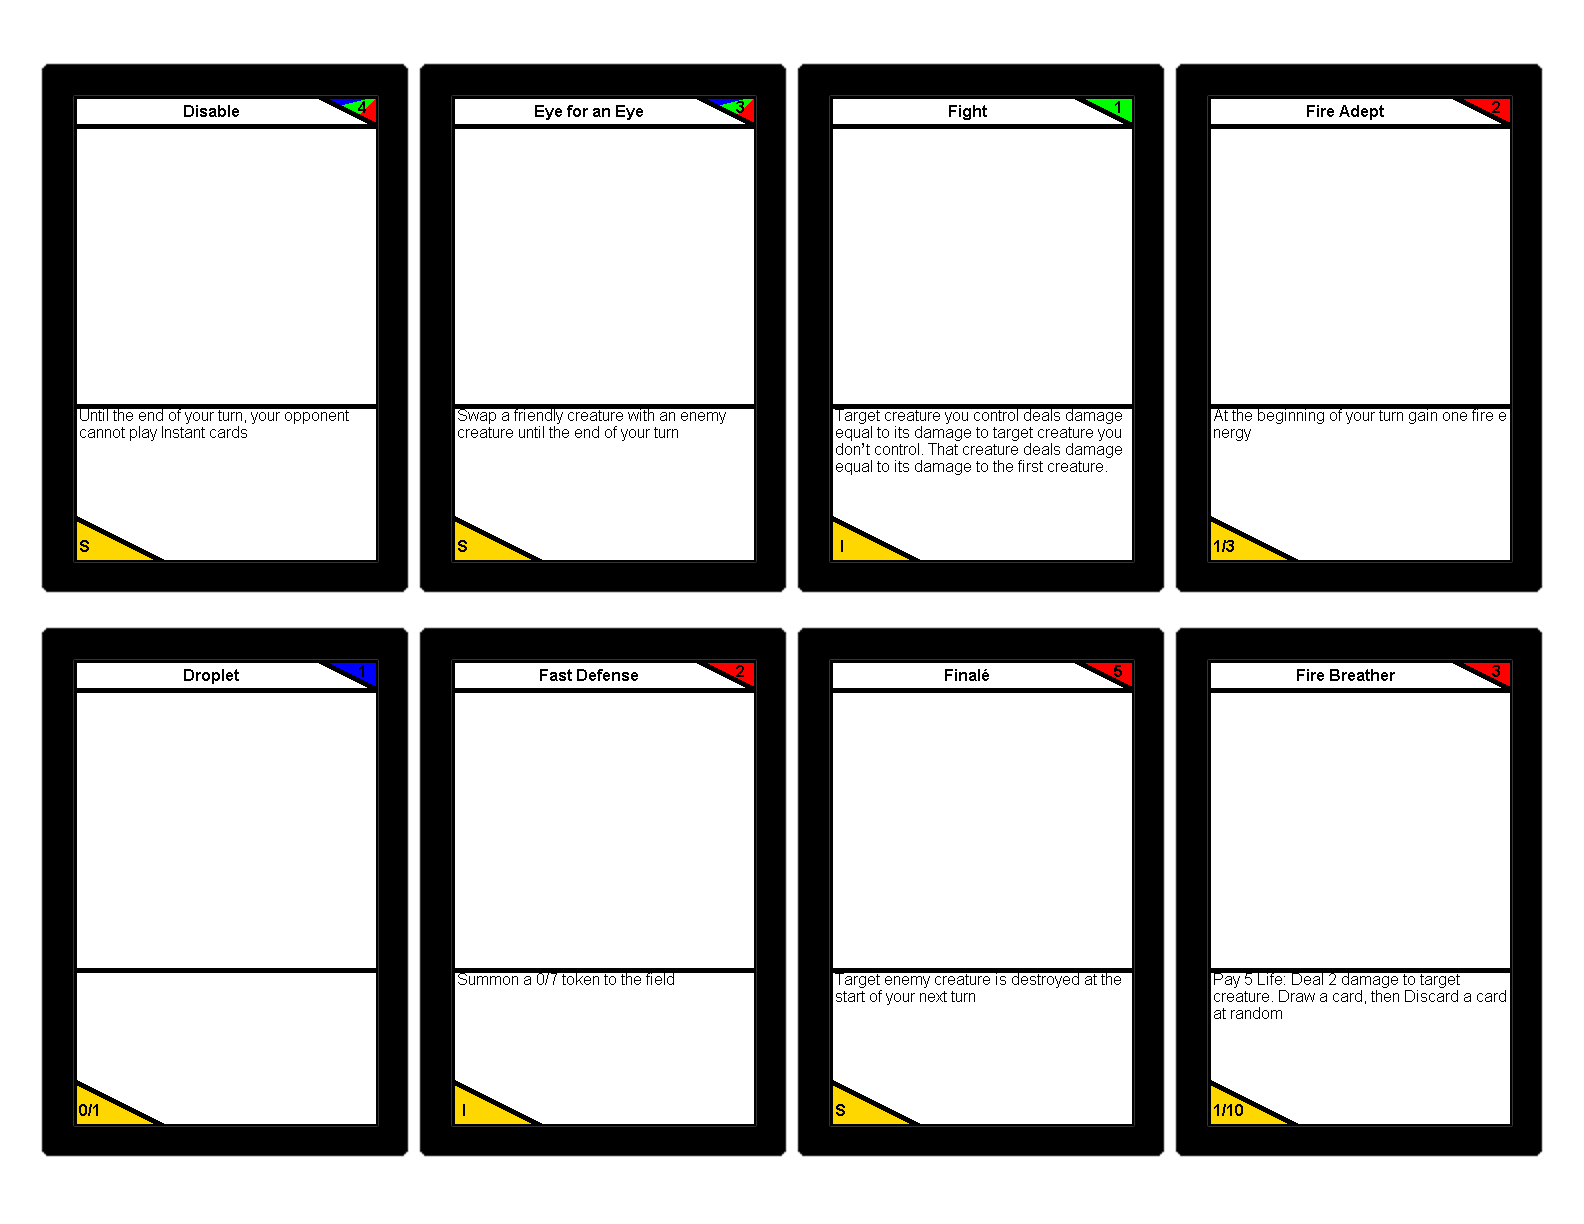 Disable
4
Until the end of your turn, your opponent
cannot play Instant cards
S
Eye for an Eye
3
Swap a friendly creature with an enemy
creature until the end of your turn
S
Fight
1
Target creature you control deals damage
equal to its damage to target creature you
don't control. That creature deals damage
equal to its damage to the first creature.
I
Fire Adept
2
At the beginning of your turn gain one fire e
nergy
1/3
Droplet
1
0/1
Fast Defense
2
Summon a 0/7 token to the field
I
Finalé
5
Target enemy creature is destroyed at the
start of your next turn
S
Fire Breather
3
Pay 5 Life: Deal 2 damage to target
creature. Draw a card, then Discard a card
at random
1/10